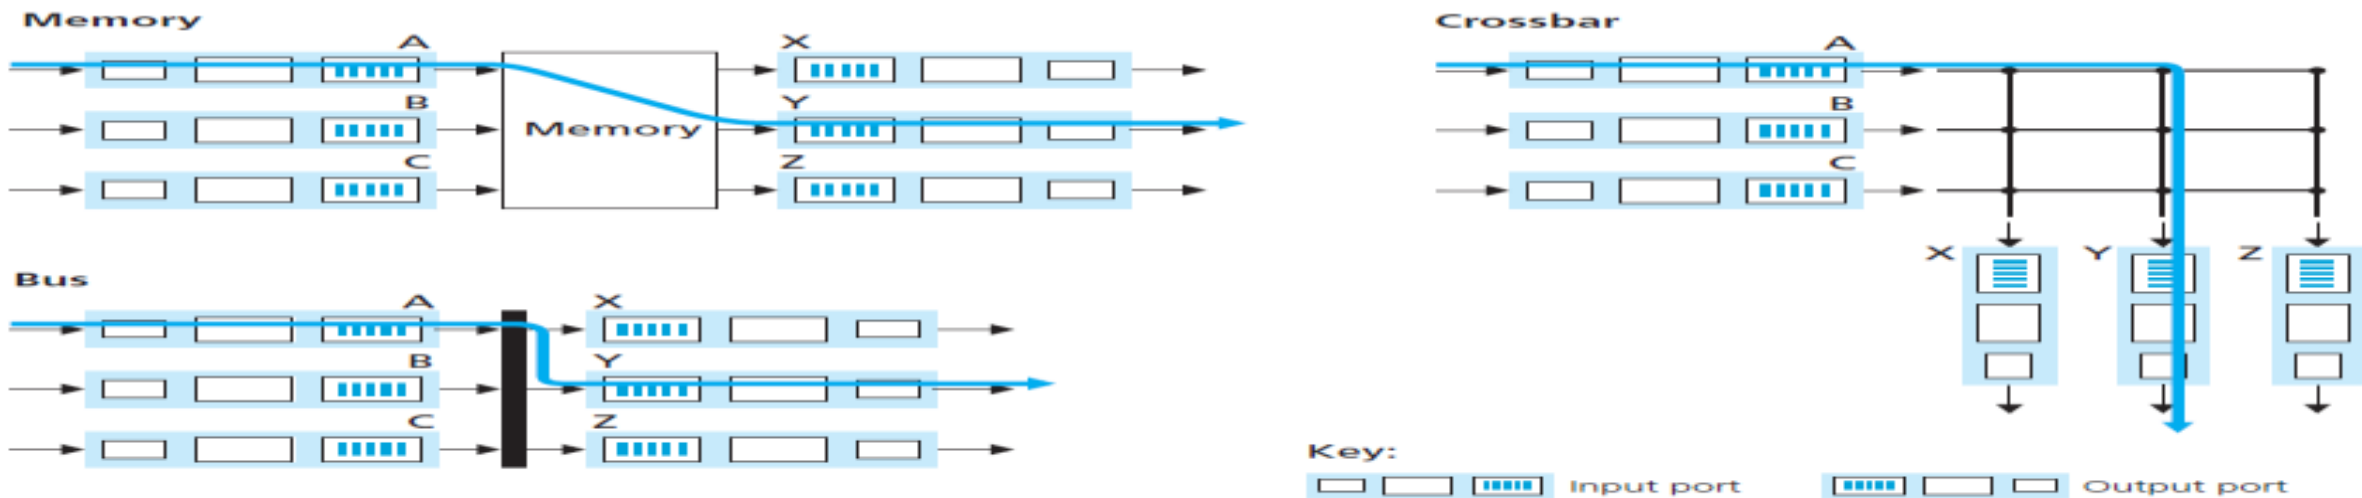 Memory
A
X
B
Y
Memory
C
Z
Bus
A
X
B
Y
C
Z
Crossbar
A
B
C
X
Y
Z
Key:
Input port
Output port